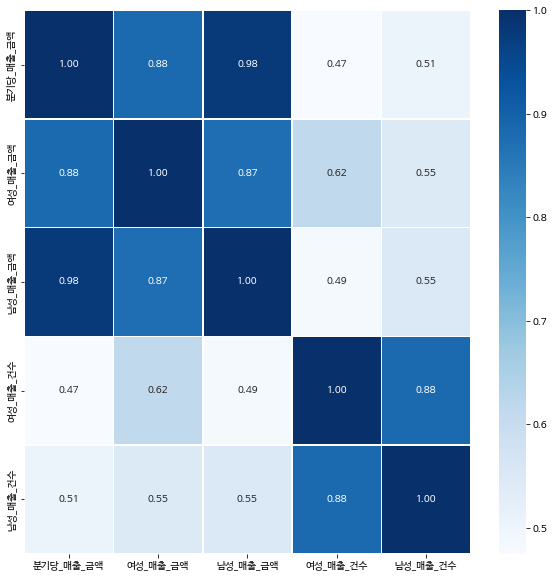 분기당_매출_금액 1.00 0.88 0.98 0.47 0.51
여성_매출_금액 0.88 1.00 0.87 0.62 0.55
남성_매출_금액 0.98 0.87 1.00 0.49 0.55
여성_매출_건수 0.47 0.62 0.49 1.00 0.88
남성_매출_건수 0.51 0.55 0.55 0.88 1.00
분기당_매출_금액 여성_매출_금액 남성_매출_금액 여성_매출_건수 남성_매출_건수
1.0
0.9
0.8
0.7
0.6
0.5